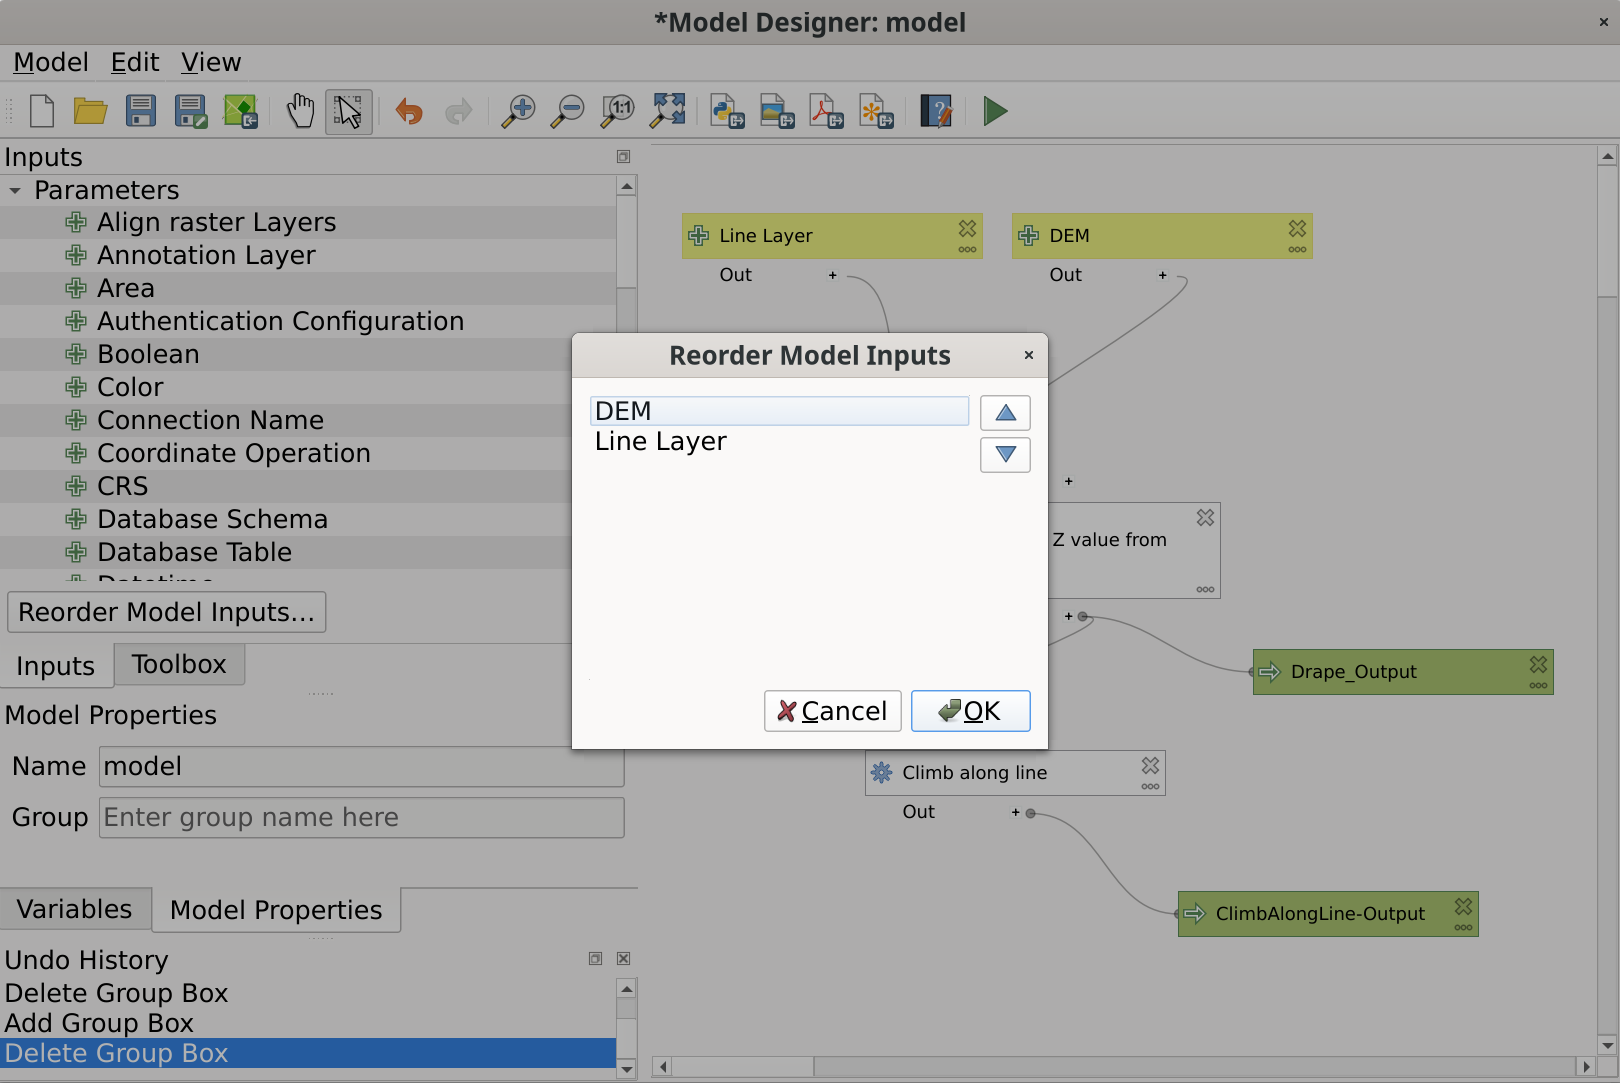 *Model Designer: model
Model Edit View
1:1
Inputs
Parameters
Align raster Layers
Annotation Layer
Area
Authentication Configuration
Boolean
Color
Connection Name
Coordinate Operation
CRS
Database Schema
Database Table
Datetime
Reorder Model Inputs...
Inputs Toolbox
Model Properties
Name model
Group Enter group name here
Variables Model Properties
Undo History
Delete Group Box
Add Group Box
Delete Group Box
Line Layer
Out +
DEM
Out +
Reorder Model Inputs
DEM
Line Layer
Cancel OK
+
Z value from
+
Drape_Output
Climb along line
Out +
ClimbAlongLine-Output